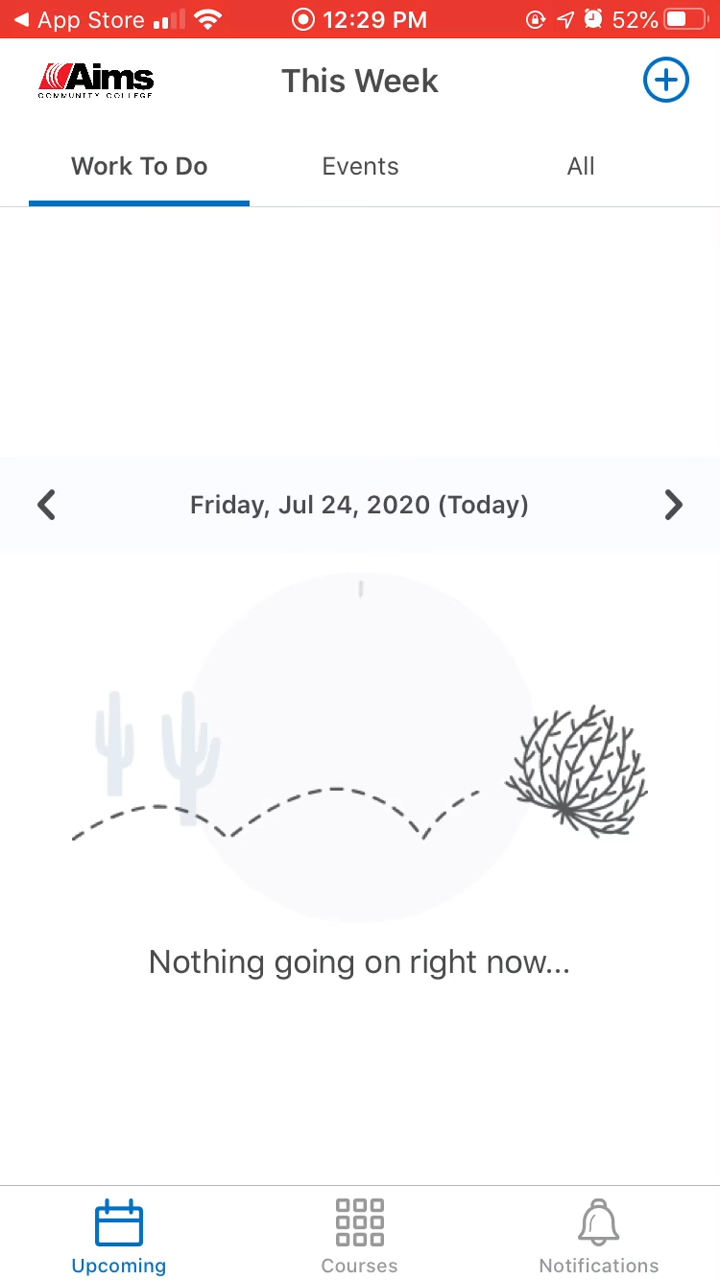 App Store 12:29 PM 52%
Aims
COMMUNITY COLLEGE
This Week
Work To Do Events All
Friday, Jul 24, 2020 (Today)
Nothing going on right now...
Upcoming Courses Notifications